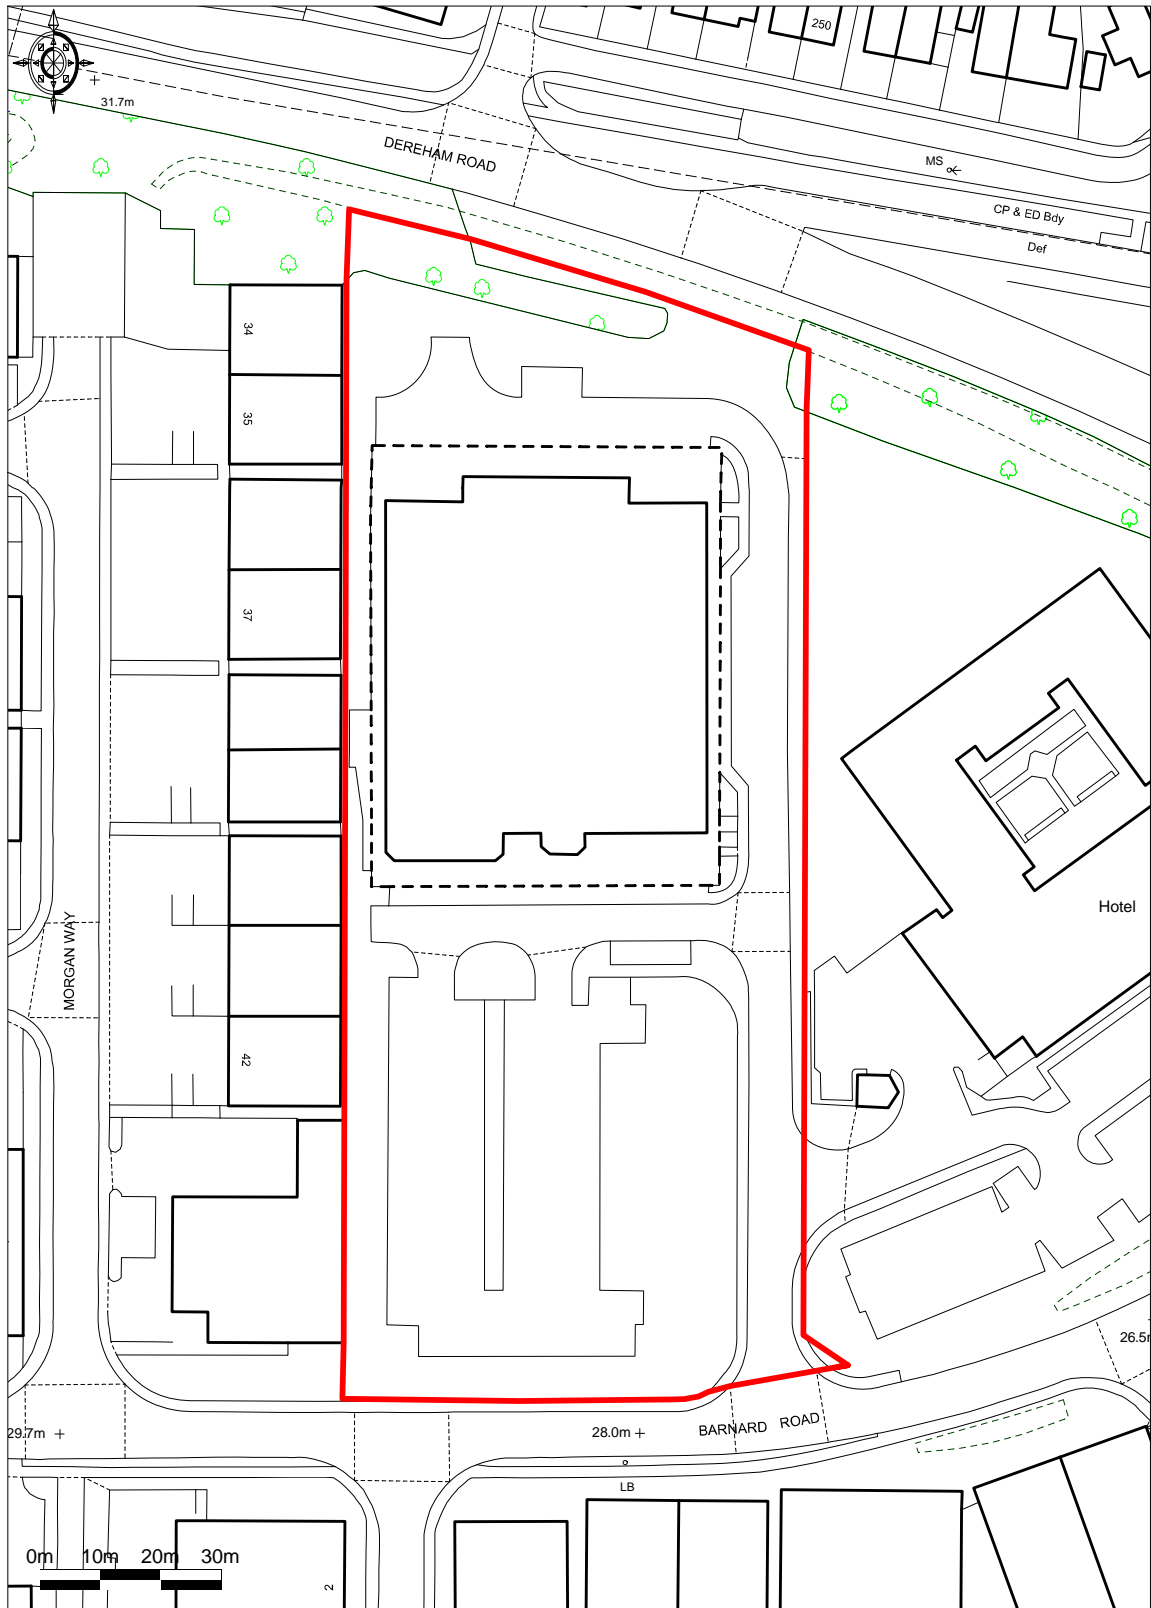 250
31.7m
DEREHAM ROAD
MS
CP & ED Bdy
Def
34
35
37
Hotel
MORGAN WAY
42
26.5
29.7m
28.0m
BARNARD ROAD
LB
0m 10m 20m 30m
2